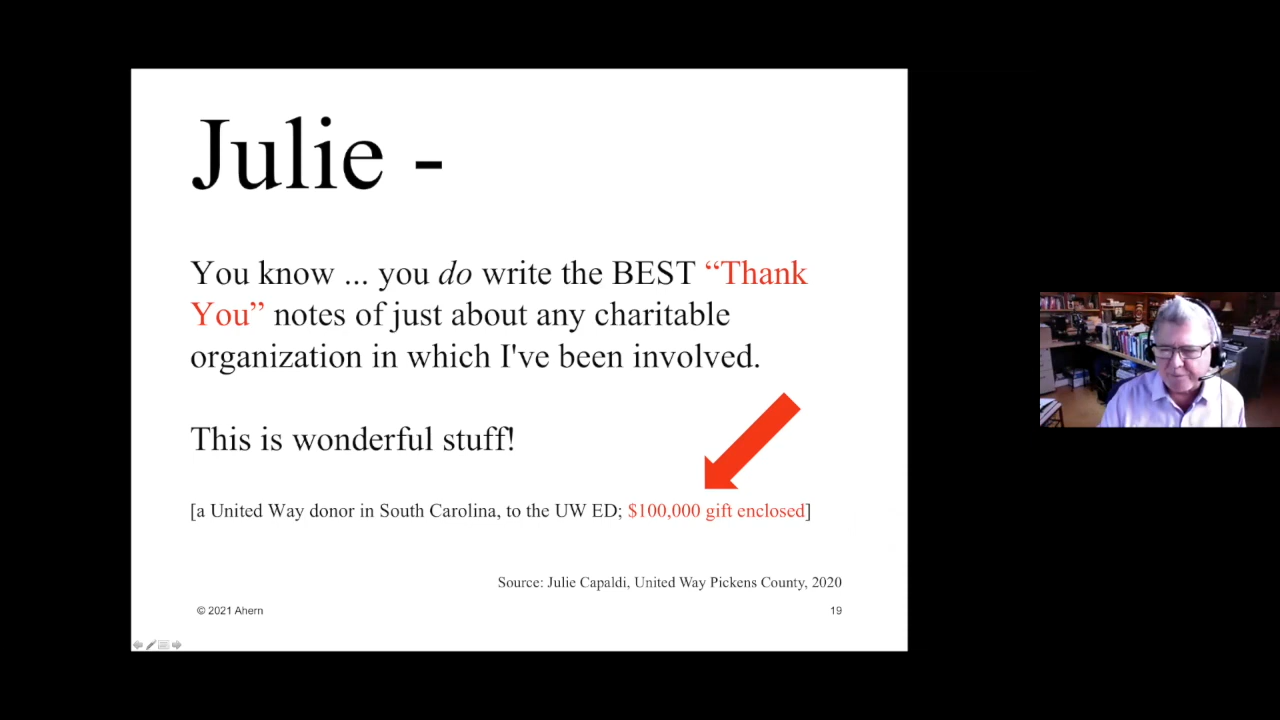 Julie -
You know ... you do write the BEST “Thank
You” notes of just about any charitable
organization in which I've been involved.
This is wonderful stuff!
[a United Way donor in South Carolina, to the UW ED; $100,000 gift enclosed]
Source: Julie Capaldi, United Way Pickens County, 2020
© 2021 Ahern
19